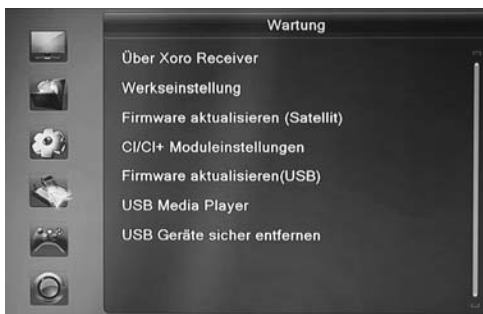 Wartung
Über Xoro Receiver
Werkseinstellung
Firmware aktualisieren (Satellit)
CI/CI+ Moduleinstellungen
Firmware aktualisieren(USB)
USB Media Player
USB Geräte sicher entfernen